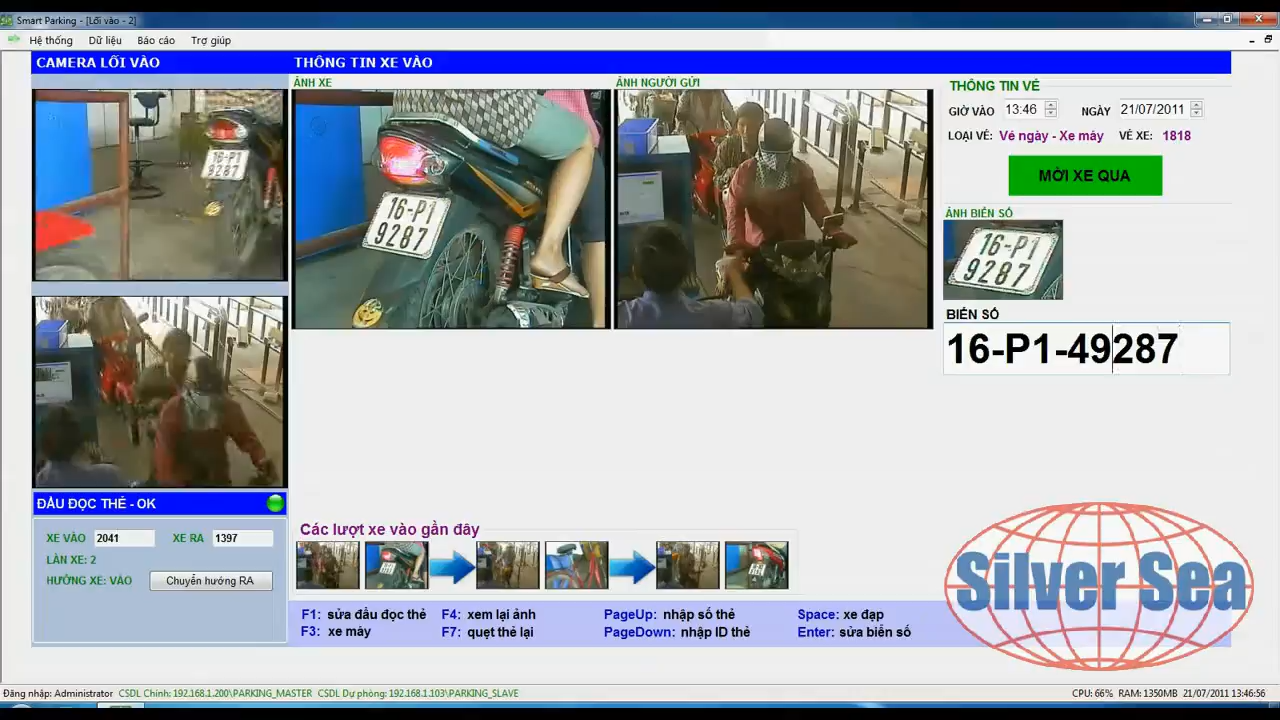 Smart Parking - [Lối vào - 2]
Hệ thống Dữ liệu Báo cáo Trợ giúp
CAMERA LỐI VÀO
THÔNG TIN XE VÀO
ẢNH XE
ẢNH NGƯỜI GỬI
16-P1
9287
16-P1
9287
THÔNG TIN VÉ
GIỜ VÀO 13:46 NGÀY 21/07/2011
LOẠI VÉ: Vé ngày - Xe máy VÉ XE: 1818
MỜI XE QUA
ẢNH BIỂN SỐ
16-P1
9287
BIỂN SỐ
16-P1-49287
ĐẦU ĐỌC THẺ - OK
XE VÀO 2041 XE RA 1397
LÀN XE: 2
HƯỚNG XE: VÀO Chuyển hướng RA
Các lượt xe vào gần đây
F1: sửa đầu đọc thẻ F4: xem lại ảnh PageUp: nhập số thẻ Space: xe đạp
F3: xe máy F7: quẹt thẻ lại PageDown: nhập ID thẻ Enter: sửa biển số
Silver Sea
Đăng nhập: Administrator CSDL Chính: 192.168.1.200\PARKING_MASTER CSDL Dự phòng: 192.168.1.103\PARKING_SLAVE CPU: 66% RAM: 1350MB 21/07/2011 13:46:56